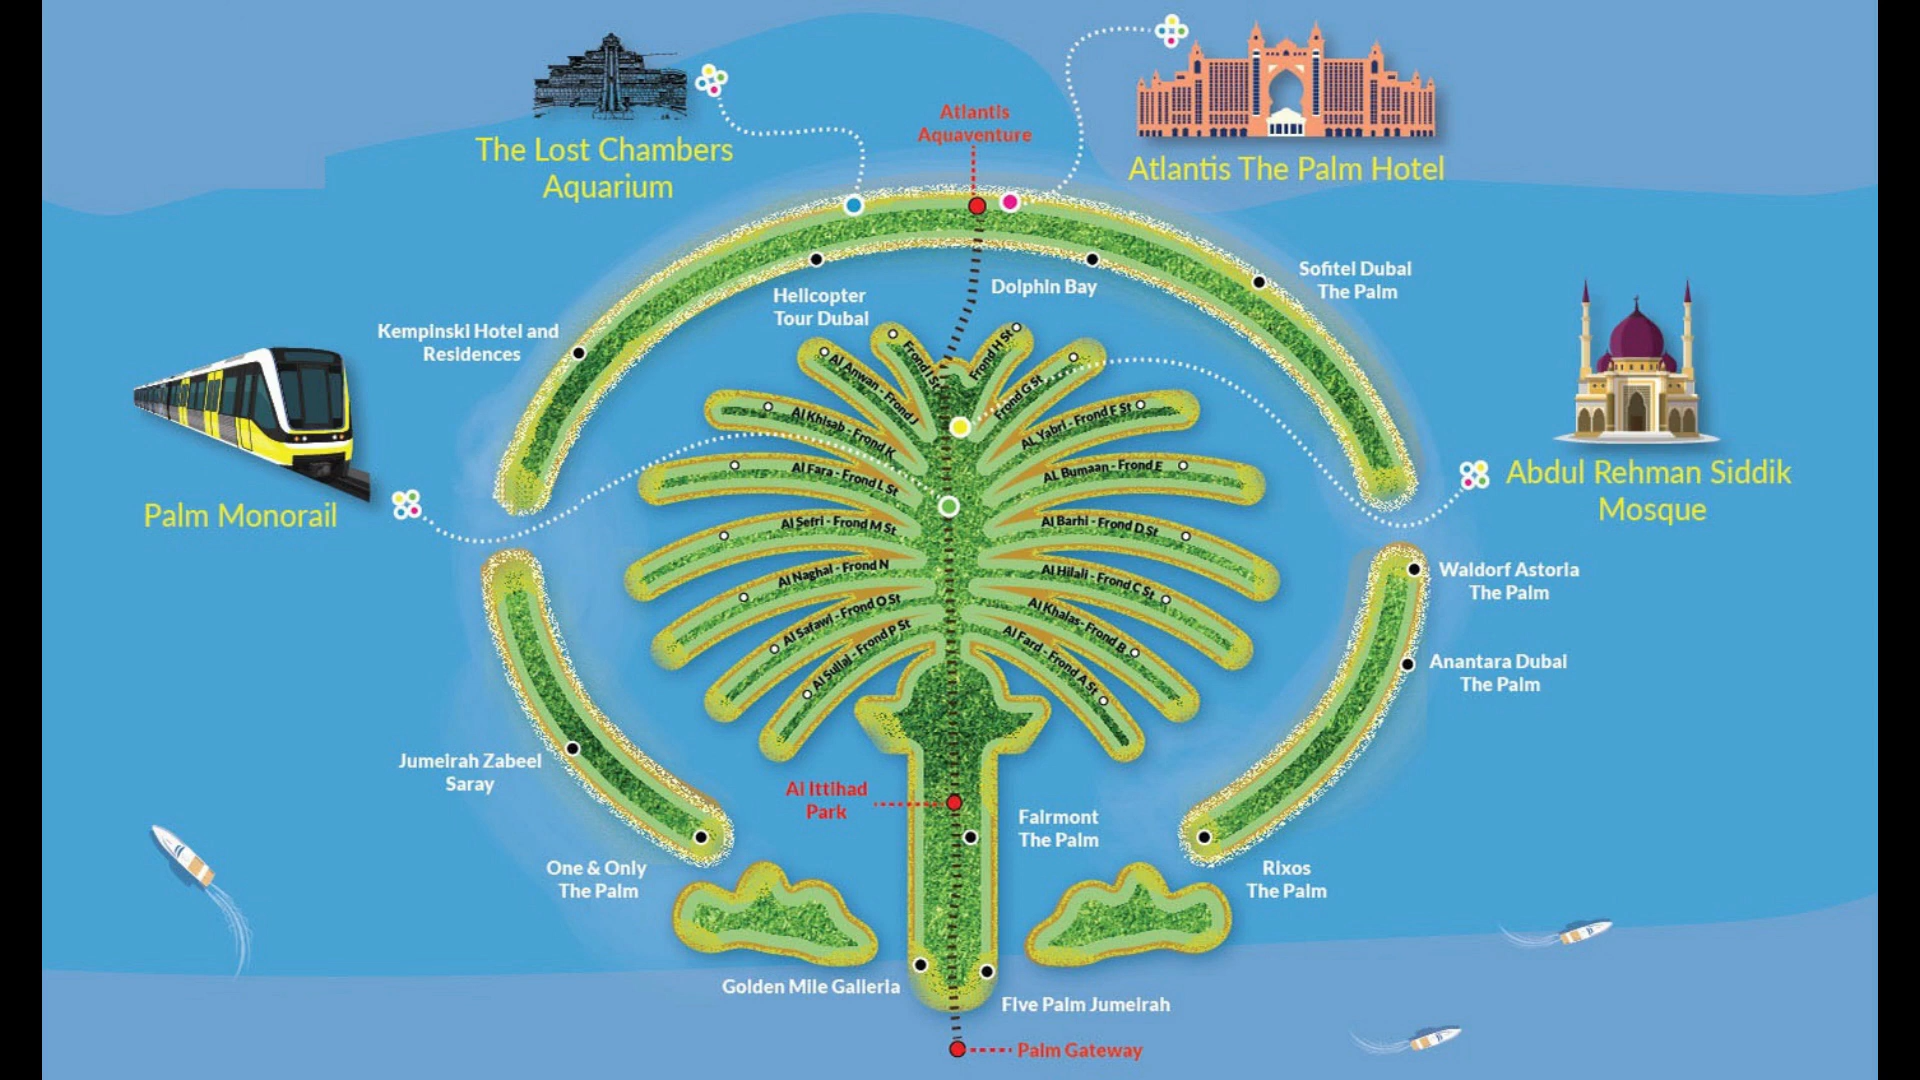 The Lost Chambers
Aquarium
Atlantis
Aquaventure
Atlantis The Palm Hotel
Sofitel Dubai
The Palm
Dolphin Bay
Helicopter
Tour Dubai
Kempinski Hotel and
Residences
Palm Monorail
Abdul Rehman Siddik
Mosque
Al Anwan - Frond J
Frond I St
Frond H St
Frond G St
Al Khisab - Frond K
AL Yabri - Frond F St
Al Fara - Frond L St
AL Bumaan - Frond E
Al Sefri - Frond M St
Al Barhi - Frond D St
Al Naghal - Frond N
Al Hilali - Frond C St
Al Safawi - Frond O St
Al Khalas- Frond B
Al Sullai - Frond P St
Al Fard - Frond A St
Waldorf Astoria
The Palm
Anantara Dubai
The Palm
Jumeirah Zabeel
Saray
Al Ittihad
Park
Fairmont
The Palm
One & Only
The Palm
Rixos
The Palm
Golden Mile Galleria
Five Palm Jumeirah
Palm Gateway